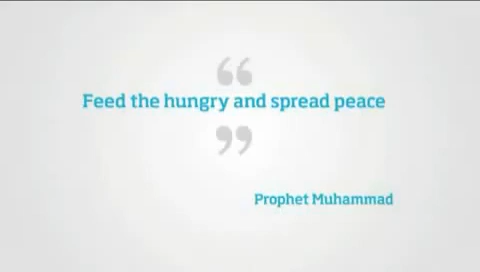 “
Feed the hungry and spread peace
”
Prophet Muhammad